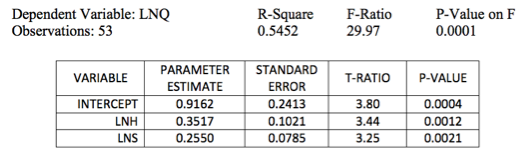 Dependent Variable: LNQ R-Square F-Ratio P-Value on F
Observations: 53 0.5452 29.97 0.0001
VARIABLE PARAMETER ESTIMATE STANDARD ERROR T-RATIO P-VALUE
INTERCEPT 0.9162 0.2413 3.80 0.0004
LNH 0.3517 0.1021 3.44 0.0012
LNS 0.2550 0.0785 3.25 0.0021